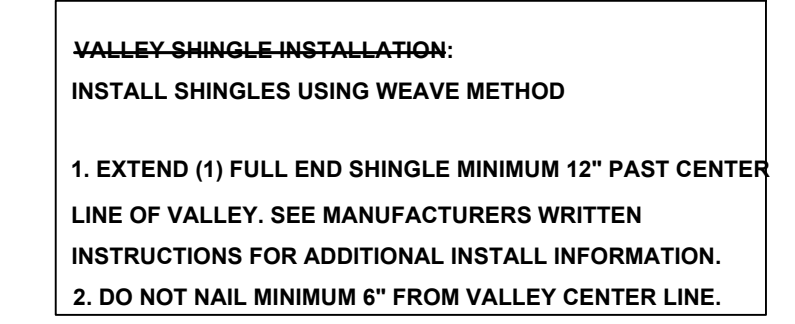 VALLEY SHINGLE INSTALLATION:
INSTALL SHINGLES USING WEAVE METHOD
1. EXTEND (1) FULL END SHINGLE MINIMUM 12" PAST CENTER
LINE OF VALLEY. SEE MANUFACTURERS WRITTEN
INSTRUCTIONS FOR ADDITIONAL INSTALL INFORMATION.
2. DO NOT NAIL MINIMUM 6" FROM VALLEY CENTER LINE.